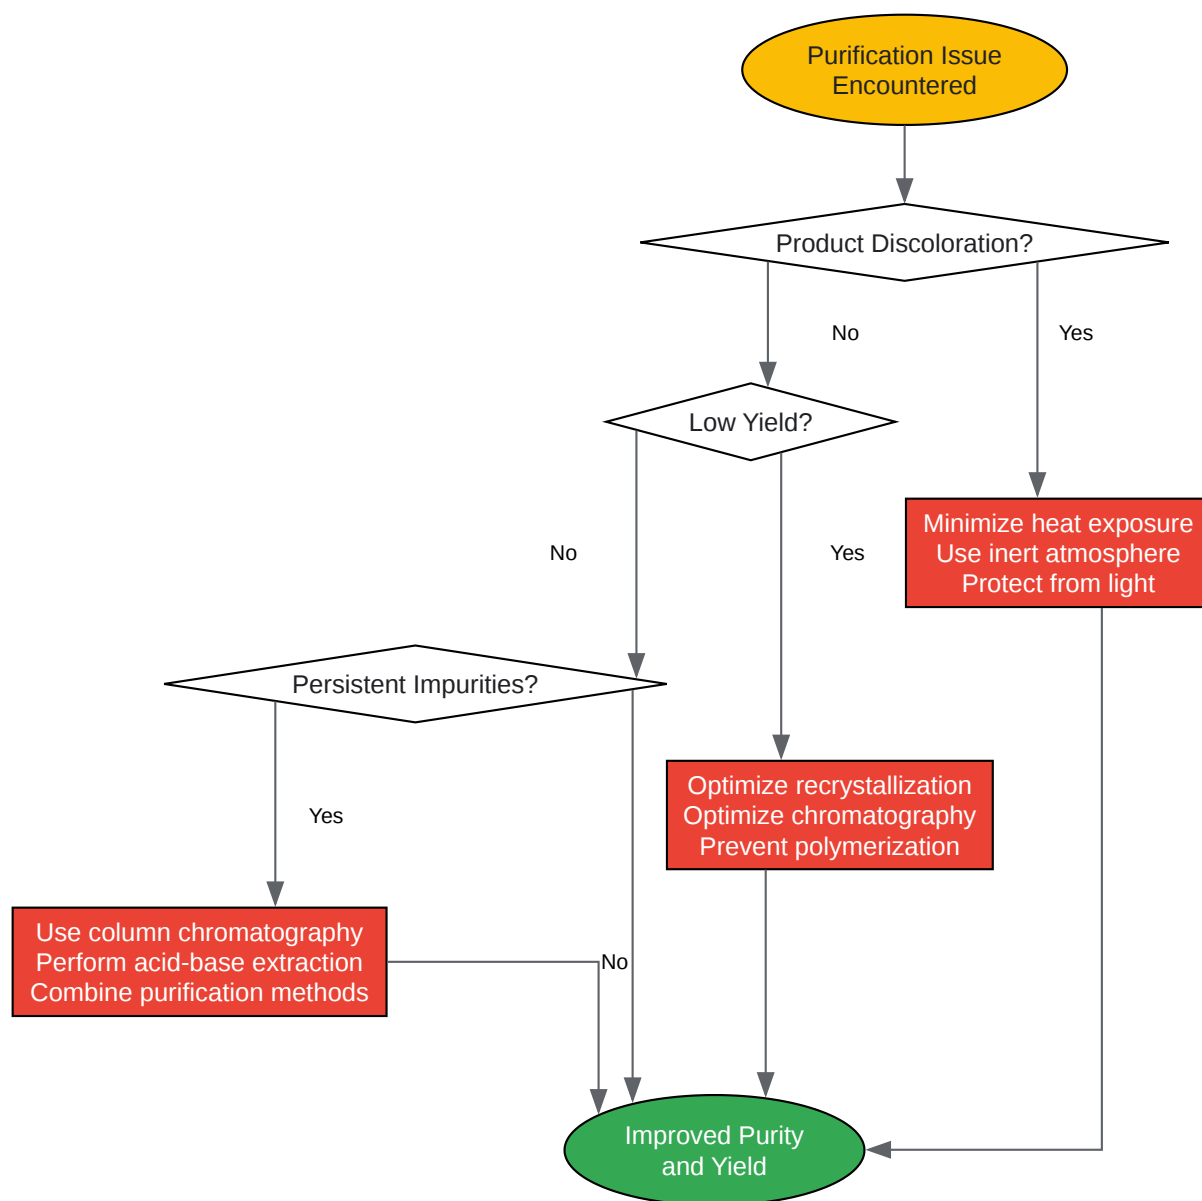 Purification Issue
Encountered
Product Discoloration?
No
Yes
Low Yield?
Minimize heat exposure
Use inert atmosphere
Protect from light
No
Yes
Persistent Impurities?
Optimize recrystallization
Optimize chromatography
Prevent polymerization
Yes
Use column chromatography
Perform acid-base extraction
Combine purification methods
No
Improved Purity
and Yield